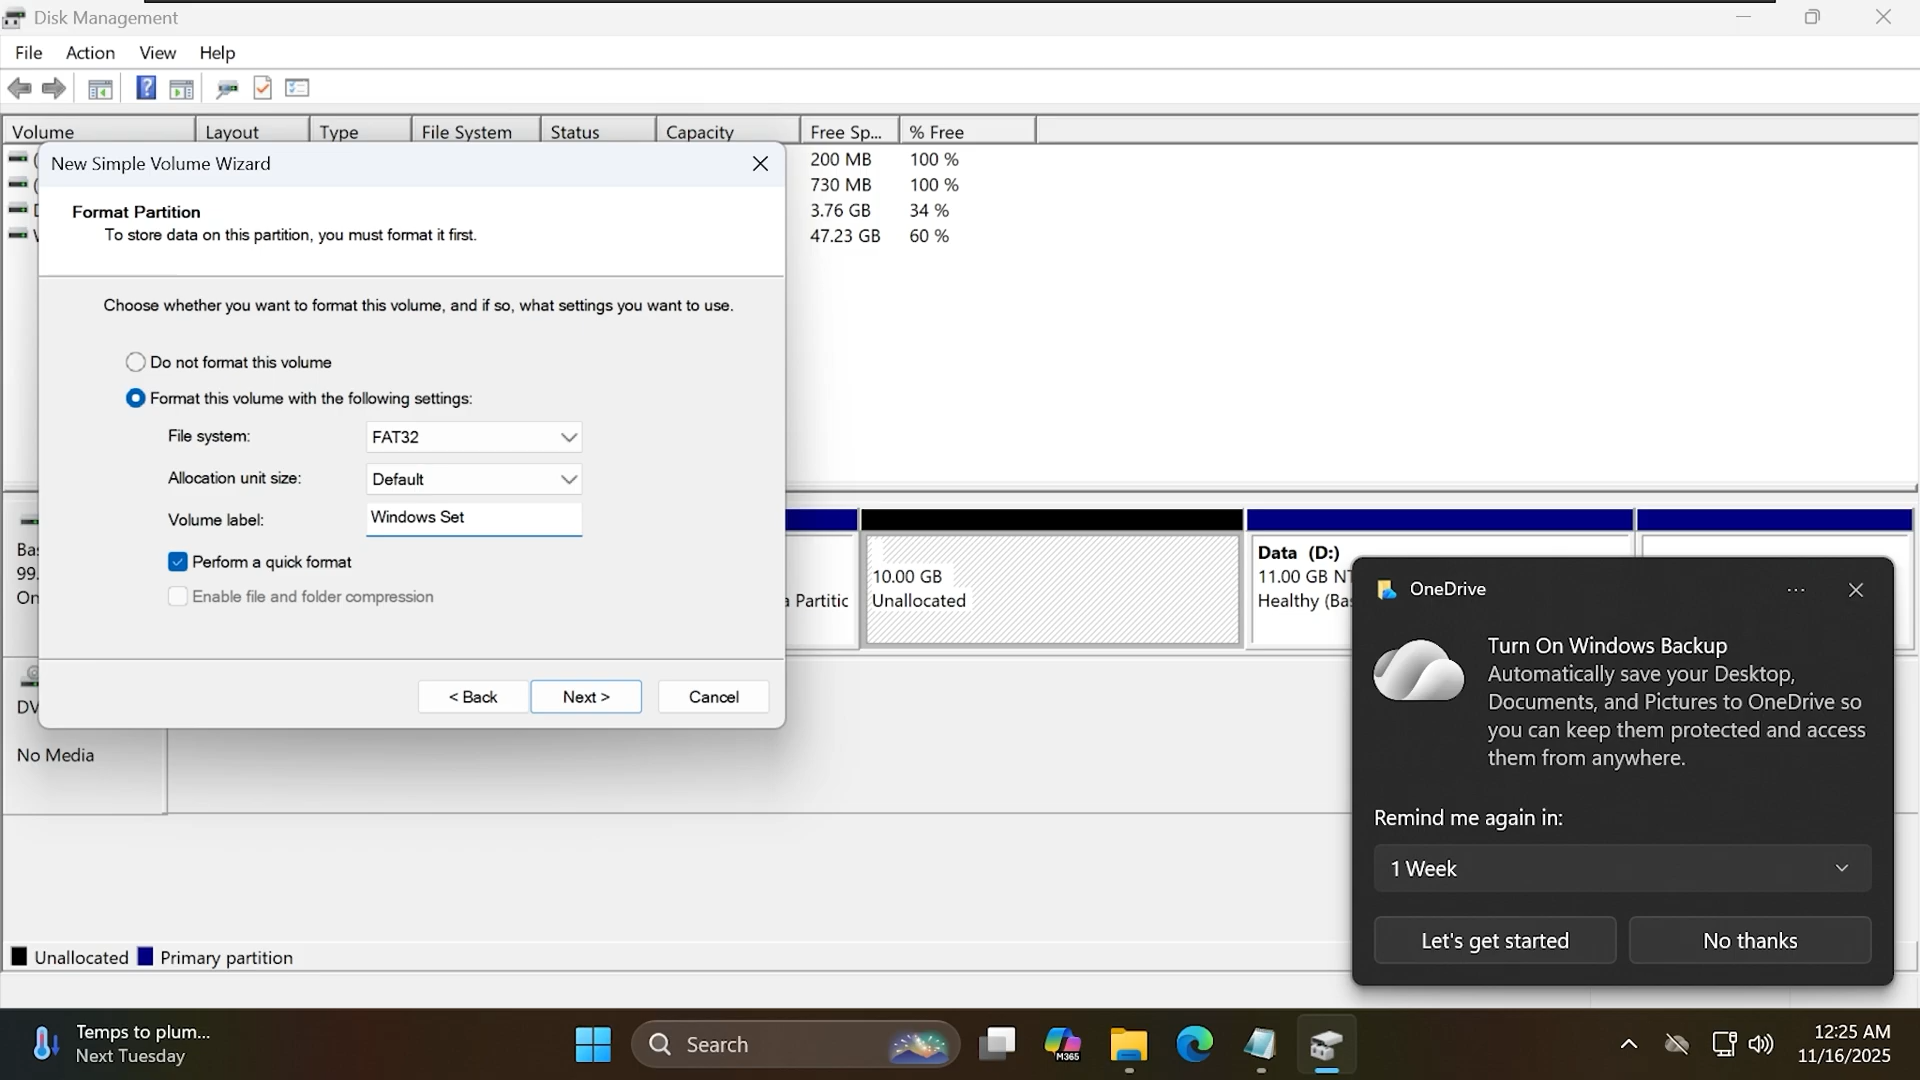 Disk Management
File Action View Help
Volume Layout Type File System Status Capacity Free Sp... % Free
200 MB 100 %
730 MB 100 %
3.76 GB 34 %
47.23 GB 60 %
New Simple Volume Wizard
Format Partition
To store data on this partition, you must format it first.
Choose whether you want to format this volume, and if so, what settings you want to use.
Do not format this volume
Format this volume with the following settings:
File system: FAT32
Allocation unit size: Default
Volume label: Windows Set
Perform a quick format
Enable file and folder compression
< Back Next > Cancel
Bas
99.
On
DV
No Media
a Partitic
10.00 GB
Unallocated
Data (D:)
11.00 GB NT
Healthy (Bas
OneDrive
Turn On Windows Backup
Automatically save your Desktop,
Documents, and Pictures to OneDrive so
you can keep them protected and access
them from anywhere.
Remind me again in:
1 Week
Let's get started No thanks
Unallocated Primary partition
Temps to plum...
Next Tuesday
Search
M365
12:25 AM
11/16/2025